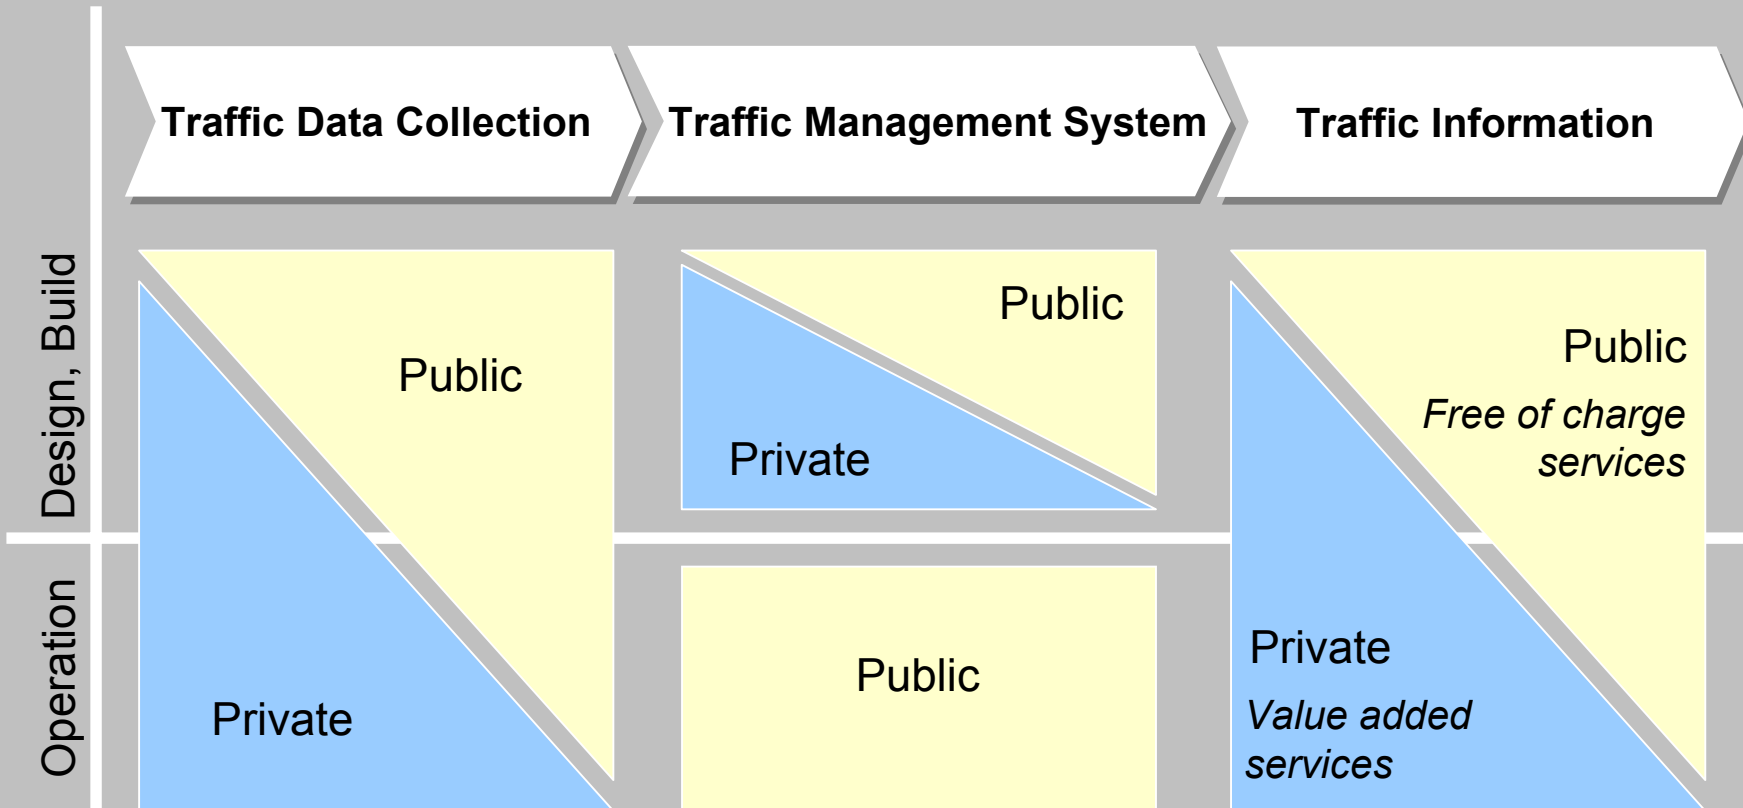 Traffic Data Collection
Traffic Management System
Traffic Information
Design, Build
Public
Private
Public
Private
Public
Free of charge
services
Operation
Private
Public
Value added
services
Private